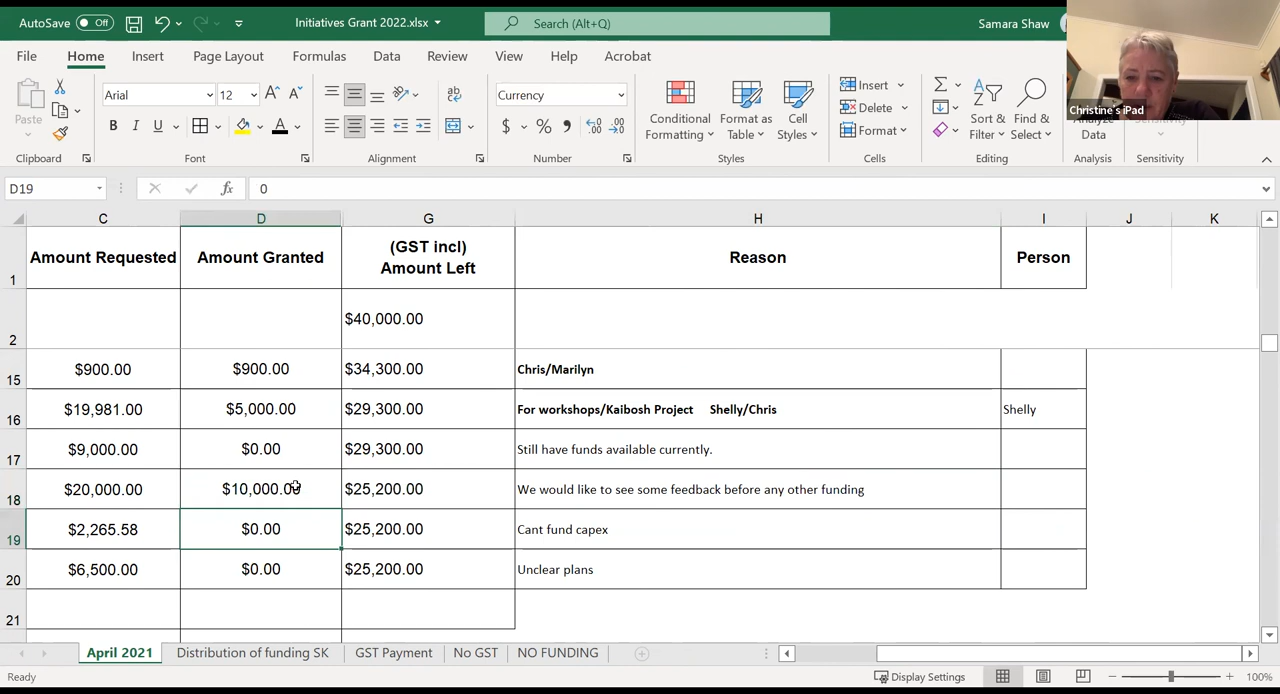 AutoSave Off Initiatives Grant 2022.xlsx Search (Alt+Q) Samara Shaw
Christine's iPad
File Home Insert Page Layout Formulas Data Review View Help Acrobat
Paste Arial 12 B I U A Currency $ % 9 Conditional Formatting Format as Table Cell Styles Insert Delete Format Sort & Filter Find & Select Analyze Data Sensitivity
Clipboard Font Alignment Number Styles Cells Editing Analysis Sensitivity
D19 fx 0
C D G H I J K
1 Amount Requested Amount Granted (GST incl) Amount Left Reason Person
2 $40,000.00
15 $900.00 $900.00 $34,300.00 Chris/Marilyn
16 $19,981.00 $5,000.00 $29,300.00 For workshops/Kaibosh Project Shelly/Chris Shelly
17 $9,000.00 $0.00 $29,300.00 Still have funds available currently.
18 $20,000.00 $10,000.00 $25,200.00 We would like to see some feedback before any other funding
19 $2,265.58 $0.00 $25,200.00 Cant fund capex
20 $6,500.00 $0.00 $25,200.00 Unclear plans
21
April 2021 Distribution of funding SK GST Payment No GST NO FUNDING
Ready Display Settings 100%